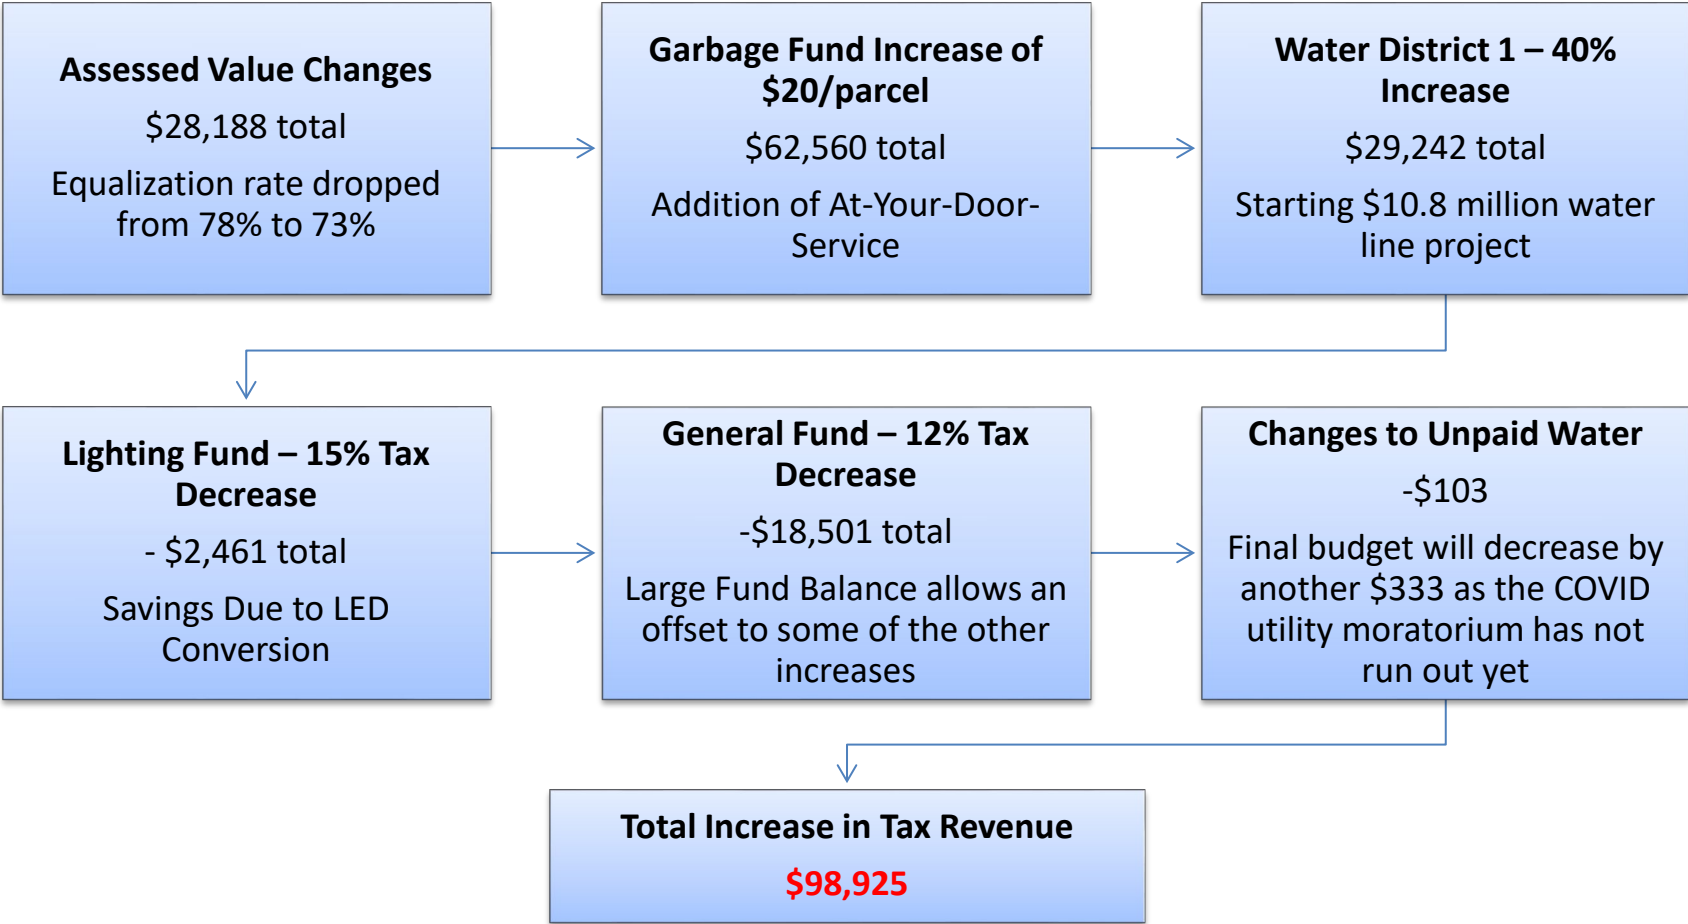 Assessed Value Changes
$28,188 total
Equalization rate dropped
from 78% to 73%
Garbage Fund Increase of
$20/parcel
$62,560 total
Addition of At-Your-Door-
Service
Water District 1 – 40%
Increase
$29,242 total
Starting $10.8 million water
line project
Lighting Fund – 15% Tax
Decrease
- $2,461 total
Savings Due to LED
Conversion
General Fund – 12% Tax
Decrease
-$18,501 total
Large Fund Balance allows an
offset to some of the other
increases
Changes to Unpaid Water
-$103
Final budget will decrease by
another $333 as the COVID
utility moratorium has not
run out yet
Total Increase in Tax Revenue
$98,925